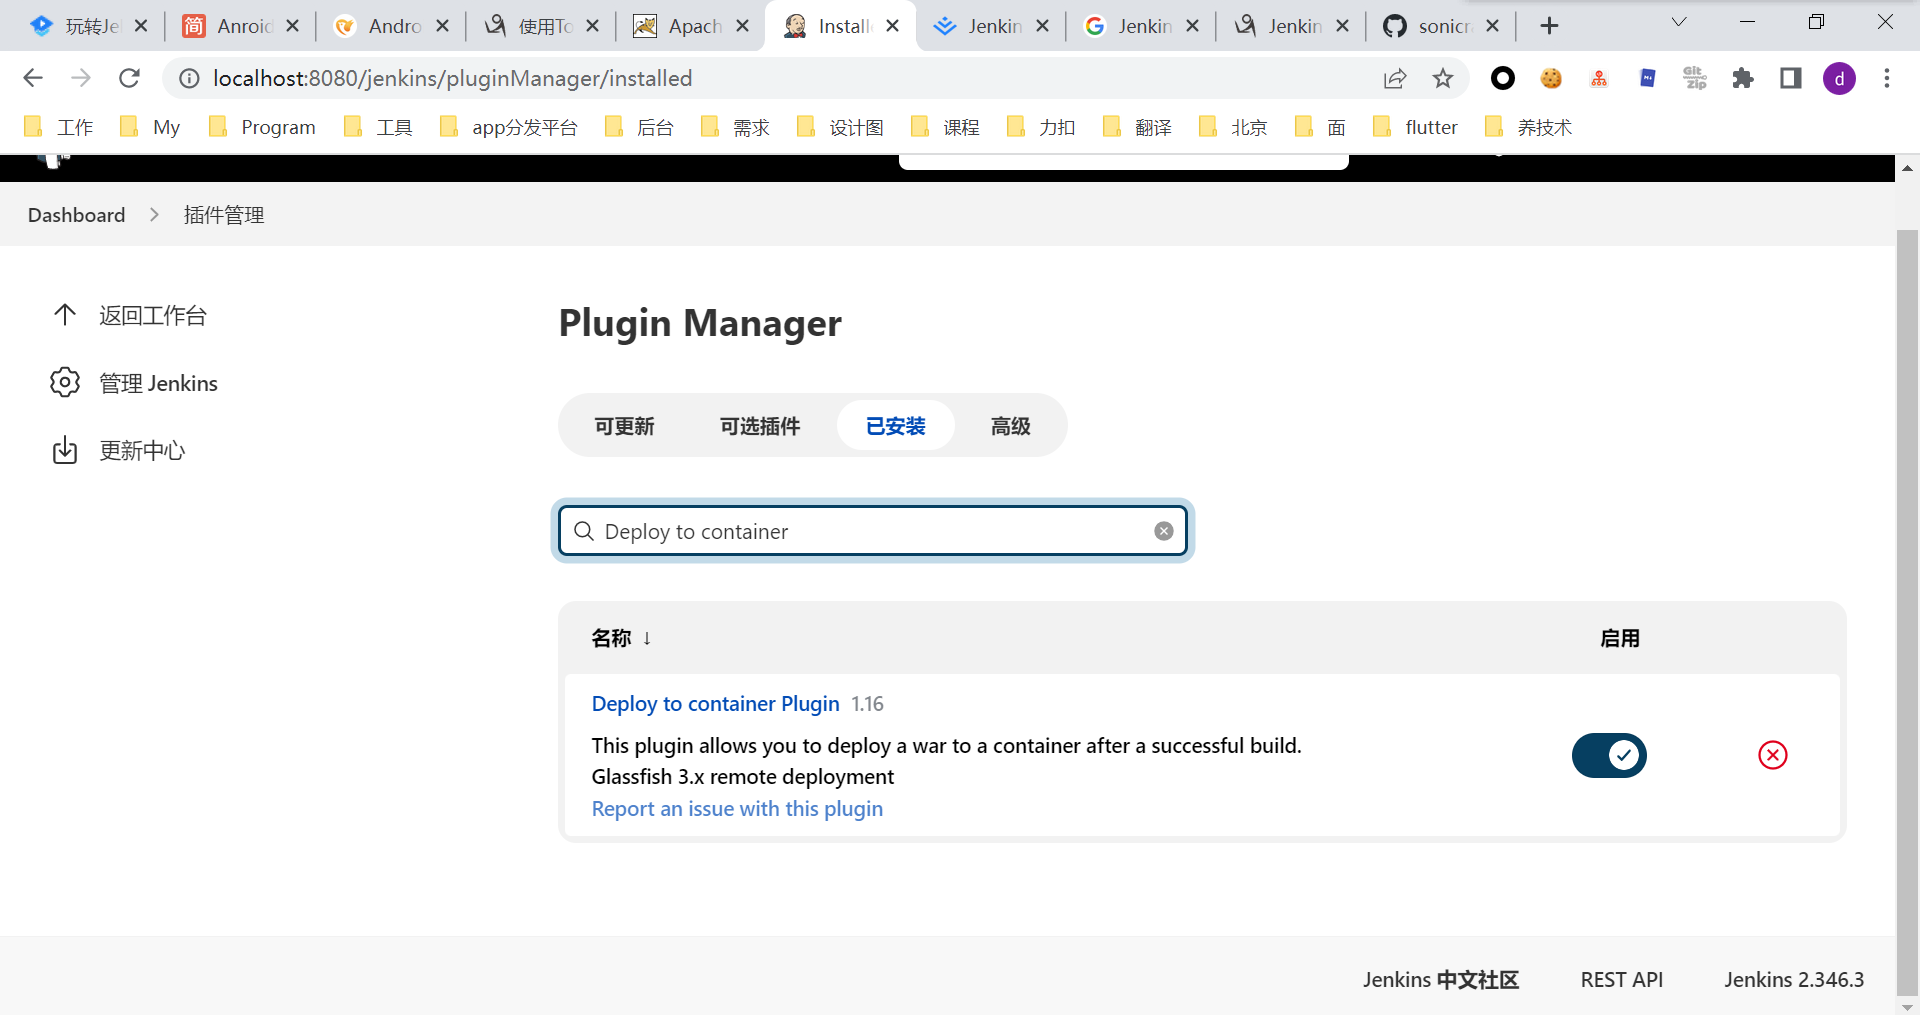 玩转Je
简 Anroid
Andro
使用To
Apach
Install
Jenkin
Jenkin
Jenkin
sonicr
localhost:8080/jenkins/pluginManager/installed
Git Zip
d
工作
My
Program
工具
app分发平台
后台
需求
设计图
课程
力扣
翻译
北京
面
flutter
养技术
Dashboard
插件管理
返回工作台
管理 Jenkins
更新中心
Plugin Manager
可更新
可选插件
已安装
高级
Deploy to container
名称 ↓
启用
Deploy to container Plugin 1.16
This plugin allows you to deploy a war to a container after a successful build.
Glassfish 3.x remote deployment
Report an issue with this plugin
Jenkins 中文社区
REST API
Jenkins 2.346.3